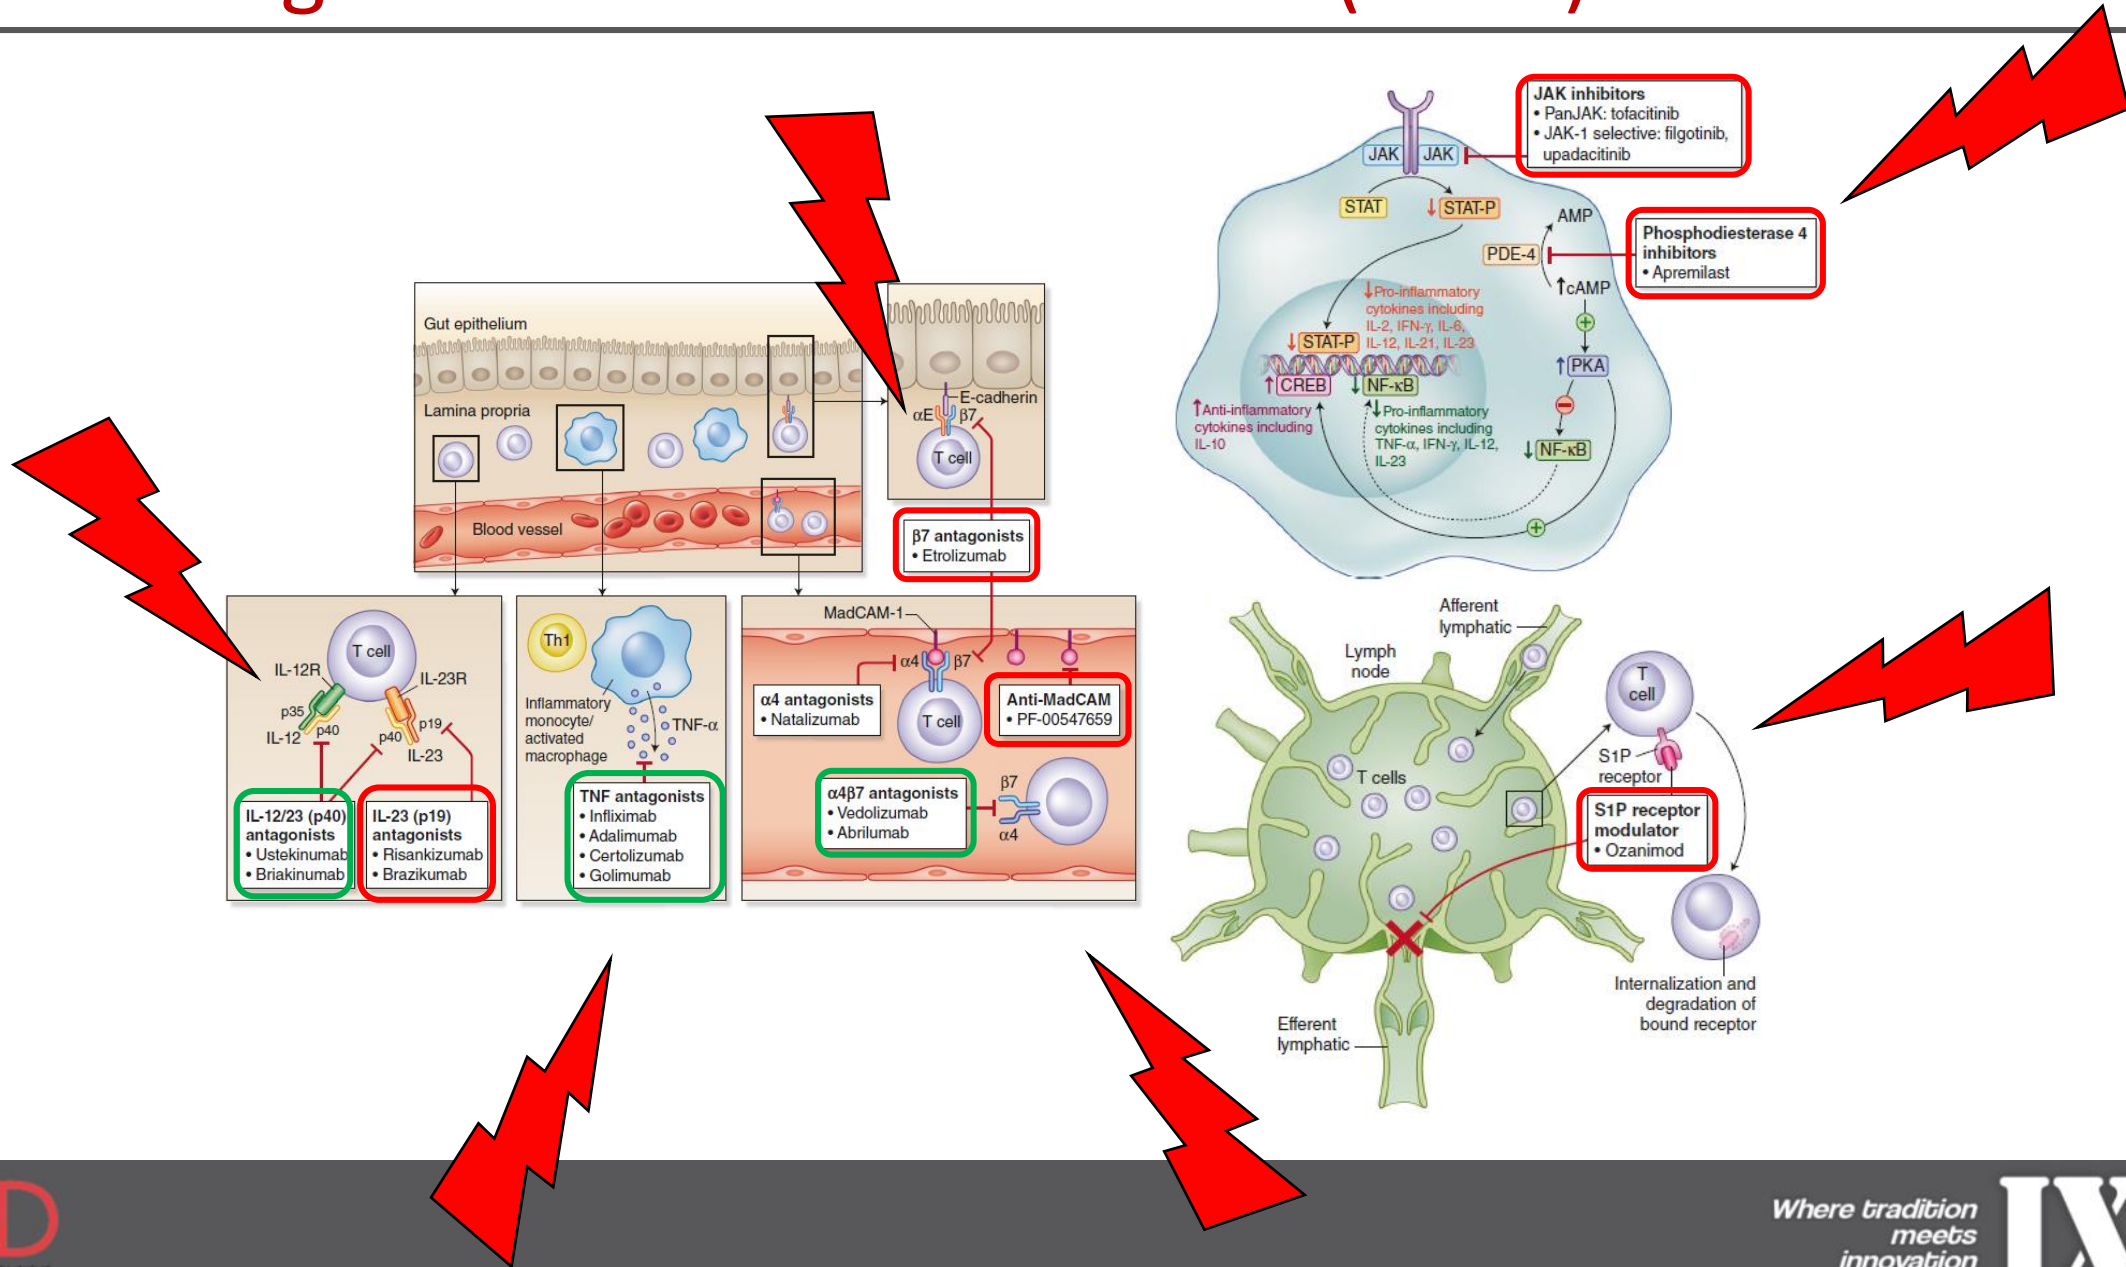 JAK inhibitors
• PanJAK: tofacitinib
• JAK-1 selective: filgotinib,
upadacitinib
JAK
JAK
STAT
↓ STAT-P
AMP
PDE-4
Phosphodiesterase 4
inhibitors
• Apremilast
↑cAMP
+
↓Pro-inflammatory
cytokines including
IL-2, IFN-γ, IL-6,
IL-12, IL-21, IL-23
↓ STAT-P
↑ CREB
↓ NF-κB
↑ PKA
↑Anti-inflammatory
cytokines including
IL-10
↓Pro-inflammatory
cytokines including
TNF-α, IFN-γ, IL-12,
IL-23
−
↓ NF-κB
+
Gut epithelium
Lamina propria
Blood vessel
E-cadherin
αE
β7
T cell
β7 antagonists
• Etrolizumab
T cell
IL-12R
IL-23R
p35
p40
IL-12
p40
p19
IL-23
IL-12/23 (p40)
antagonists
• Ustekinumab
• Briakinumab
IL-23 (p19)
antagonists
• Risankizumab
• Brazikumab
Th1
Inflammatory
monocyte/
activated
macrophage
TNF-α
TNF antagonists
• Infliximab
• Adalimumab
• Certolizumab
• Golimumab
MadCAM-1
α4
β7
α4 antagonists
• Natalizumab
T cell
Anti-MadCAM
• PF-00547659
α4β7 antagonists
• Vedolizumab
• Abrilumab
β7
α4
Afferent
lymphatic
Lymph
node
T cells
T
cell
S1P
receptor
S1P receptor
modulator
• Ozanimod
Internalization and
degradation of
bound receptor
Efferent
lymphatic
D
Where tradition
meets
innovation
IX